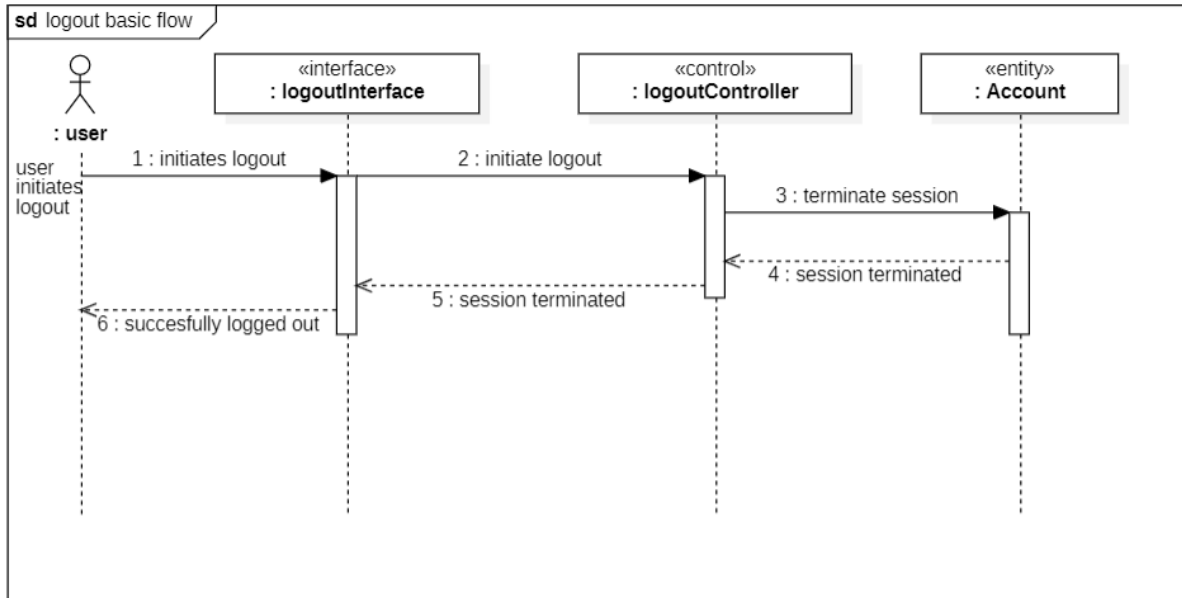 sd logout basic flow
«interface»
: logoutInterface
«control»
: logoutController
«entity»
: Account
: user
user
initiates
logout
1 : initiates logout
2 : initiate logout
3 : terminate session
4 : session terminated
5 : session terminated
6 : succesfully logged out